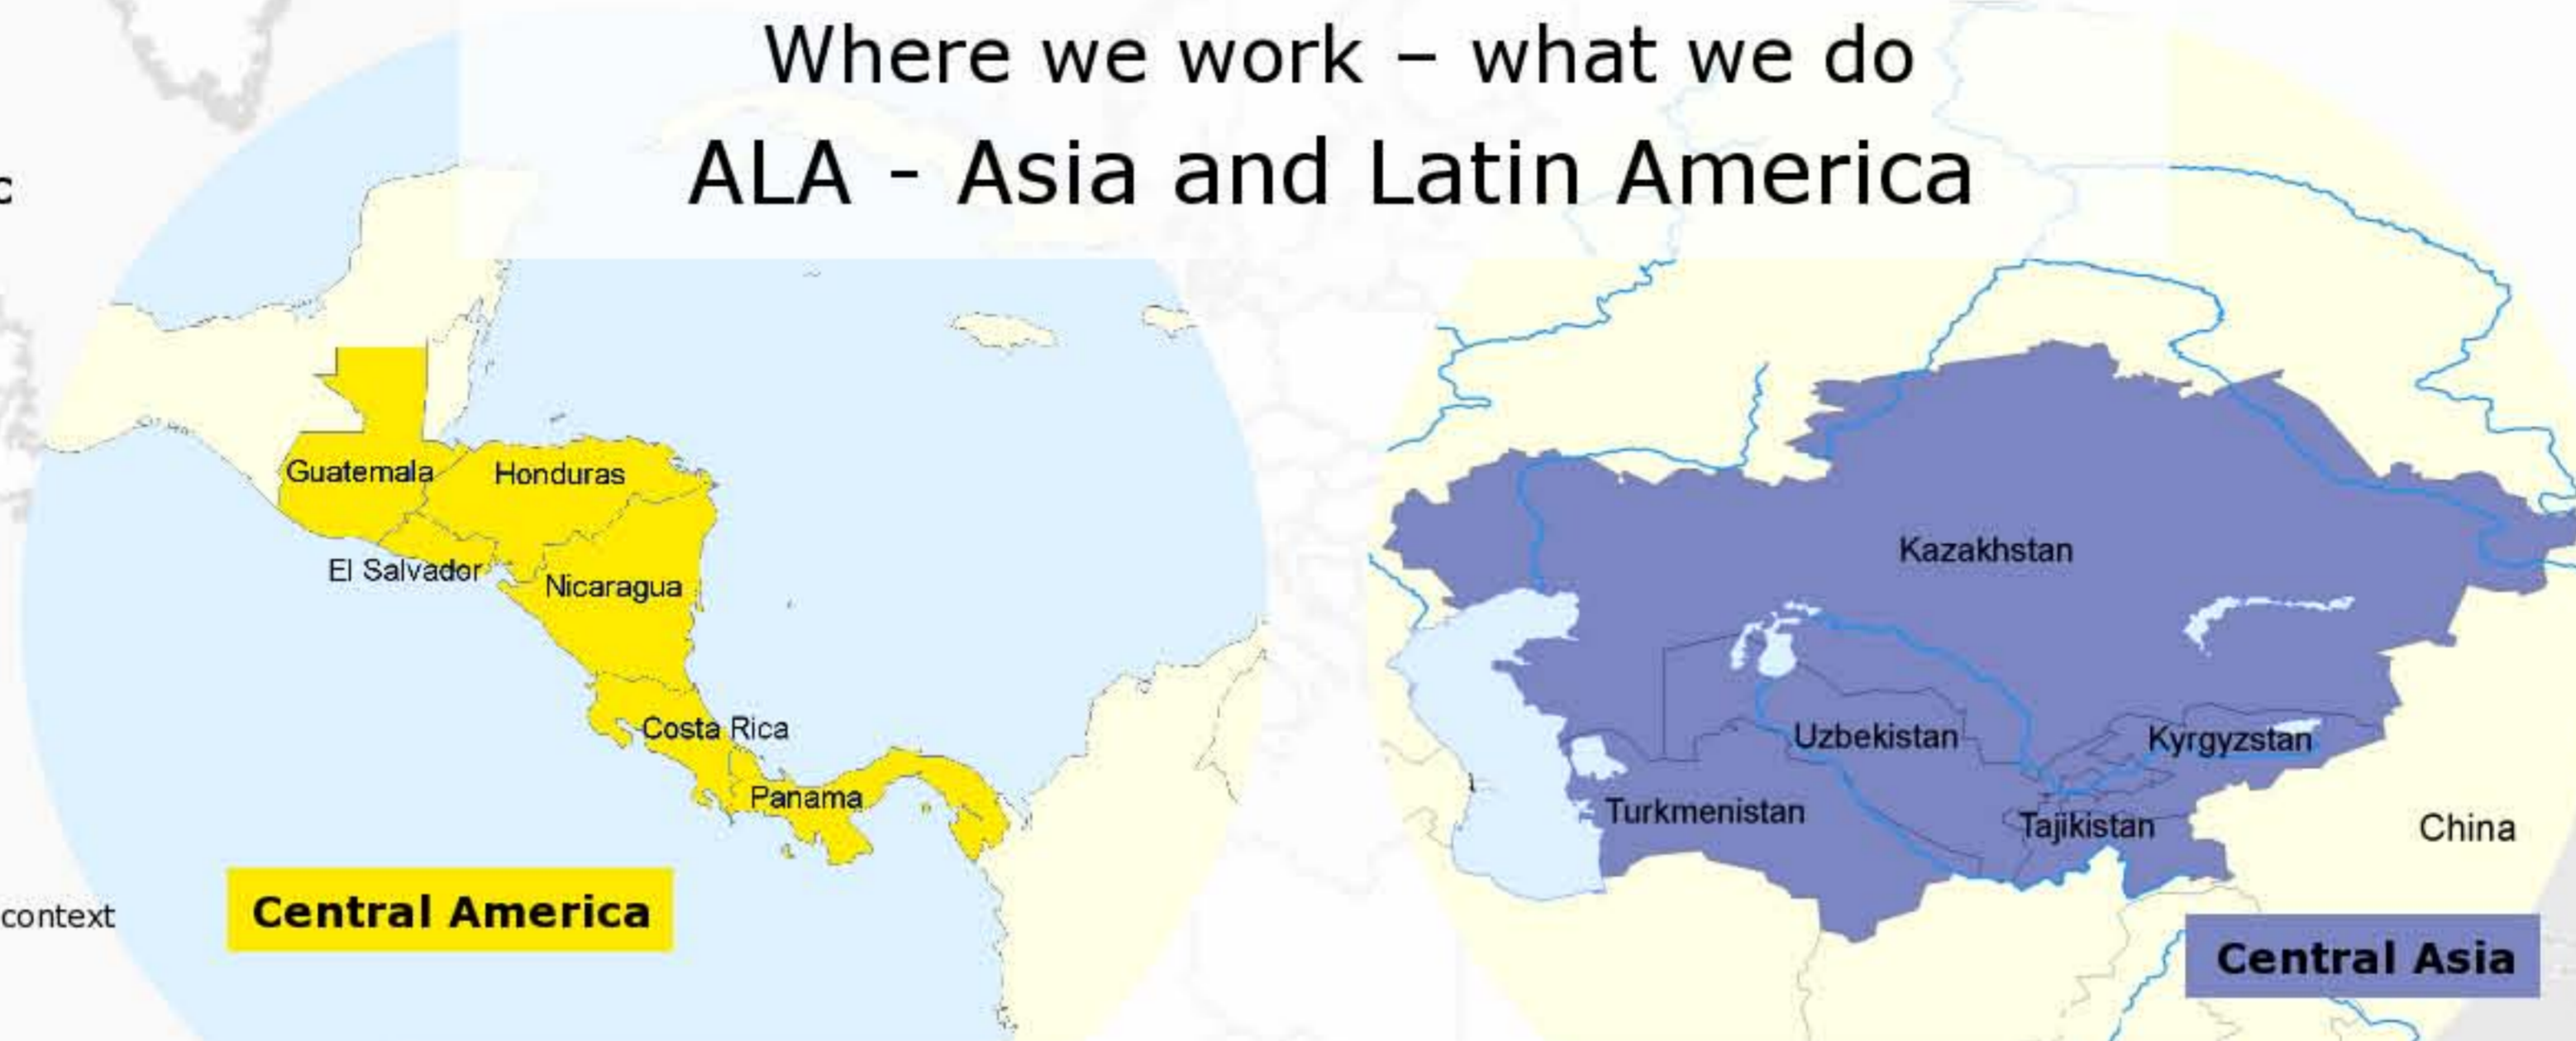 Where we work – what we do
ALA - Asia and Latin America
c
Guatemala
Honduras
El Salvador
Nicaragua
Costa Rica
Panama
context
Central America
Kazakhstan
Uzbekistan
Kyrgyzstan
Turkmenistan
Tajikistan
China
Central Asia